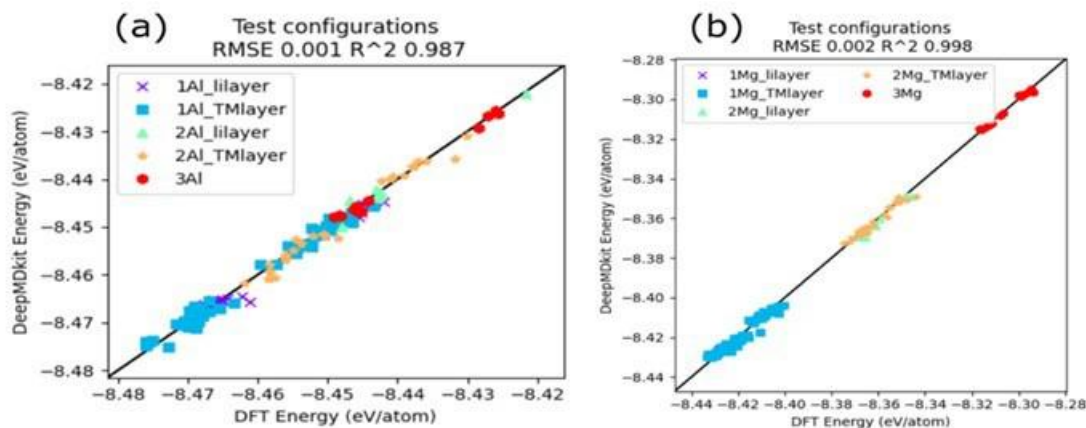 (a)
Test configurations
RMSE 0.001 R^2 0.987
1Al_lilayer
1Al_TMlayer
2Al_lilayer
2Al_TMlayer
3Al
DeepMDkit Energy (eV/atom)
−8.42
−8.43
−8.44
−8.45
−8.46
−8.47
−8.48
−8.48 −8.47 −8.46 −8.45 −8.44 −8.43 −8.42
DFT Energy (eV/atom)
(b)
Test configurations
RMSE 0.002 R^2 0.998
1Mg_lilayer 2Mg_TMlayer
1Mg_TMlayer 3Mg
2Mg_lilayer
DeepMDkit Energy (eV/atom)
−8.28
−8.30
−8.32
−8.34
−8.36
−8.38
−8.40
−8.42
−8.44
−8.44 −8.42 −8.40 −8.38 −8.36 −8.34 −8.32 −8.30 −8.28
DFT Energy (eV/atom)